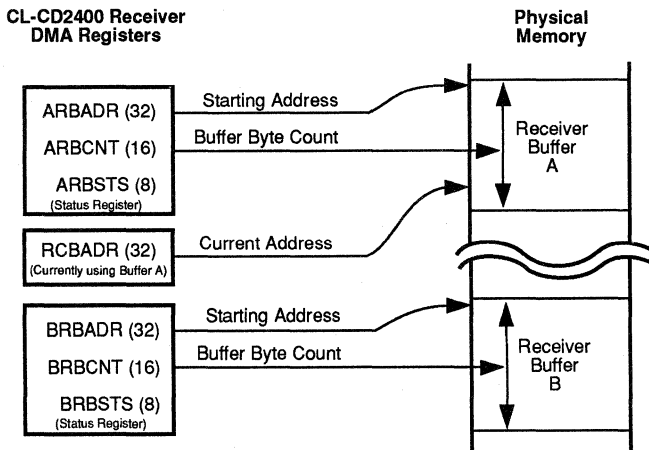 CL-CD2400 Receiver
DMA Registers
Physical
Memory
ARBADR (32)
ARBCNT (16)
ARBSTS (8)
(Status Register)
Starting Address
Buffer Byte Count
Receiver
Buffer
A
RCBADR (32)
(Currently using Buffer A)
Current Address
BRBADR (32)
BRBCNT (16)
BRBSTS (8)
(Status Register)
Starting Address
Buffer Byte Count
Receiver
Buffer
B